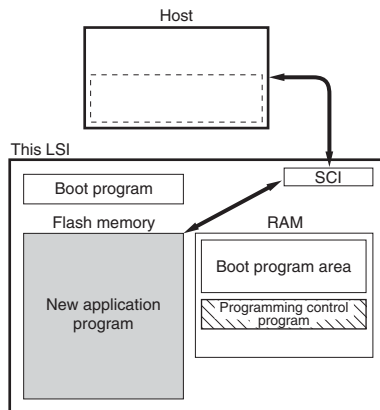 Host
This LSI
SCI
Boot program
Flash memory
RAM
Boot program area
New application
program
Programming control
program